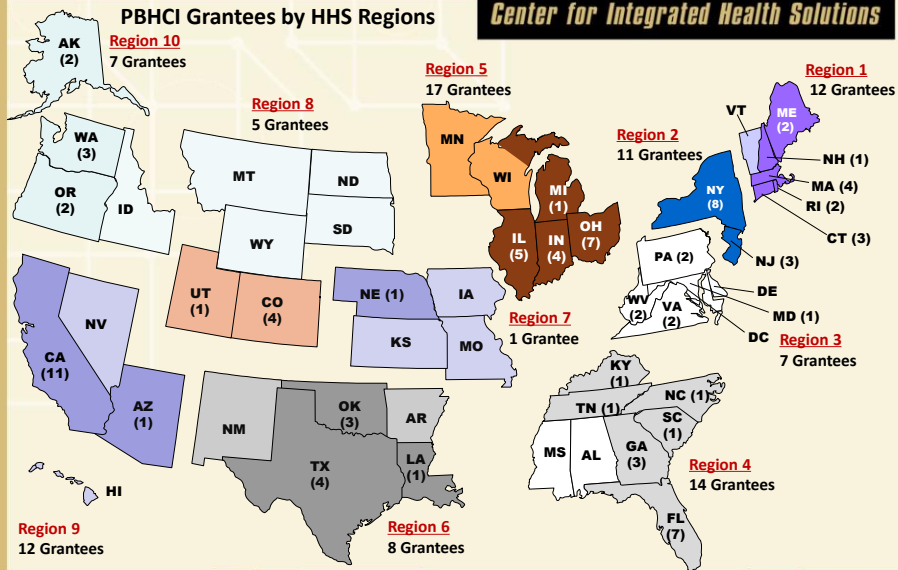 PBHCI Grantees by HHS Regions
Center for Integrated Health Solutions
AK
(2)
Region 10
7 Grantees
WA
(3)
OR
(2)
ID
Region 8
5 Grantees
MT
ND
SD
WY
UT
(1)
CO
(4)
Region 5
17 Grantees
MN
WI
MI
(1)
IL
(5)
IN
(4)
OH
(7)
Region 1
12 Grantees
VT
ME
(2)
NH (1)
MA (4)
RI (2)
CT (3)
Region 2
11 Grantees
NY
(8)
NJ (3)
PA (2)
WV
(2)
VA
(2)
DE
MD (1)
DC
Region 3
7 Grantees
NE (1)
IA
KS
MO
Region 7
1 Grantee
CA
(11)
NV
AZ
(1)
HI
Region 9
12 Grantees
NM
OK
(3)
AR
TX
(4)
LA
(1)
Region 6
8 Grantees
KY
(1)
TN (1)
NC (1)
SC
(1)
MS
AL
GA
(3)
FL
(7)
Region 4
14 Grantees